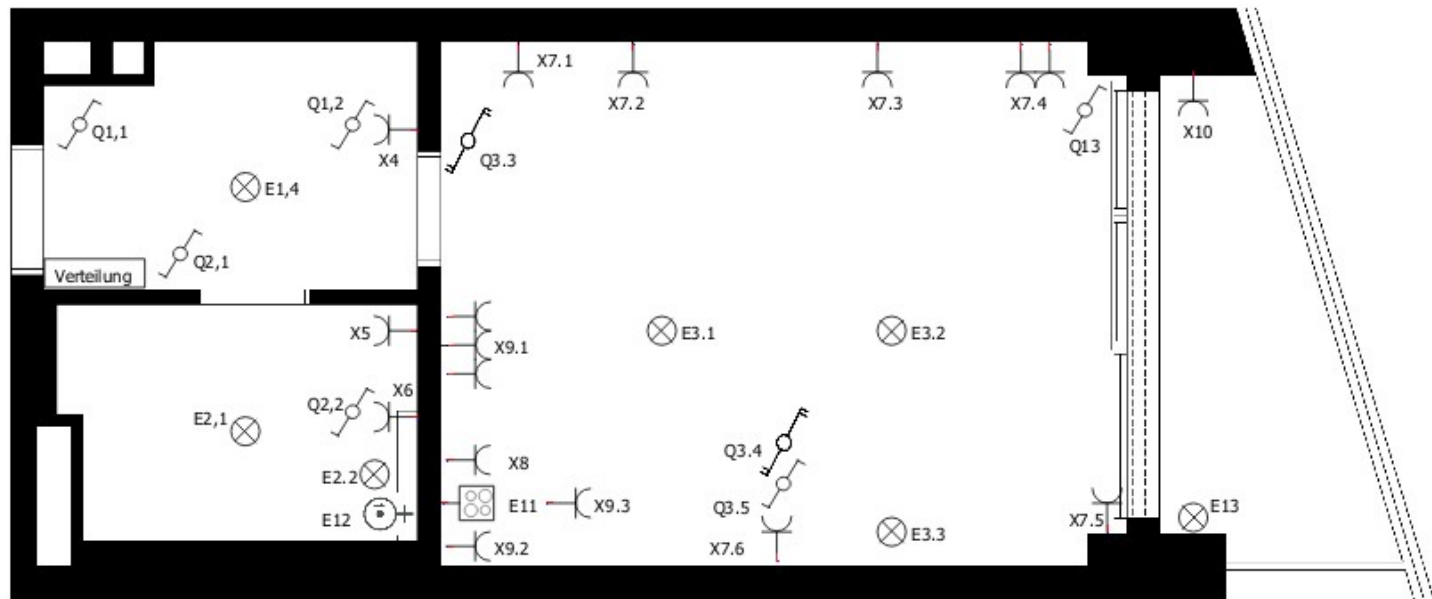 X7.1
X7.2
X7.3
X7.4
Q1,1
Q1,2
X4
Q3.3
Q13
X10
E1,4
Q2,1
Verteilung
X5
X9.1
E3.1
E3.2
Q2,2
X6
E2,1
E2.2
X8
Q3.4
E12
E11
X9.3
Q3.5
X7.5
E13
X9.2
X7.6
E3.3